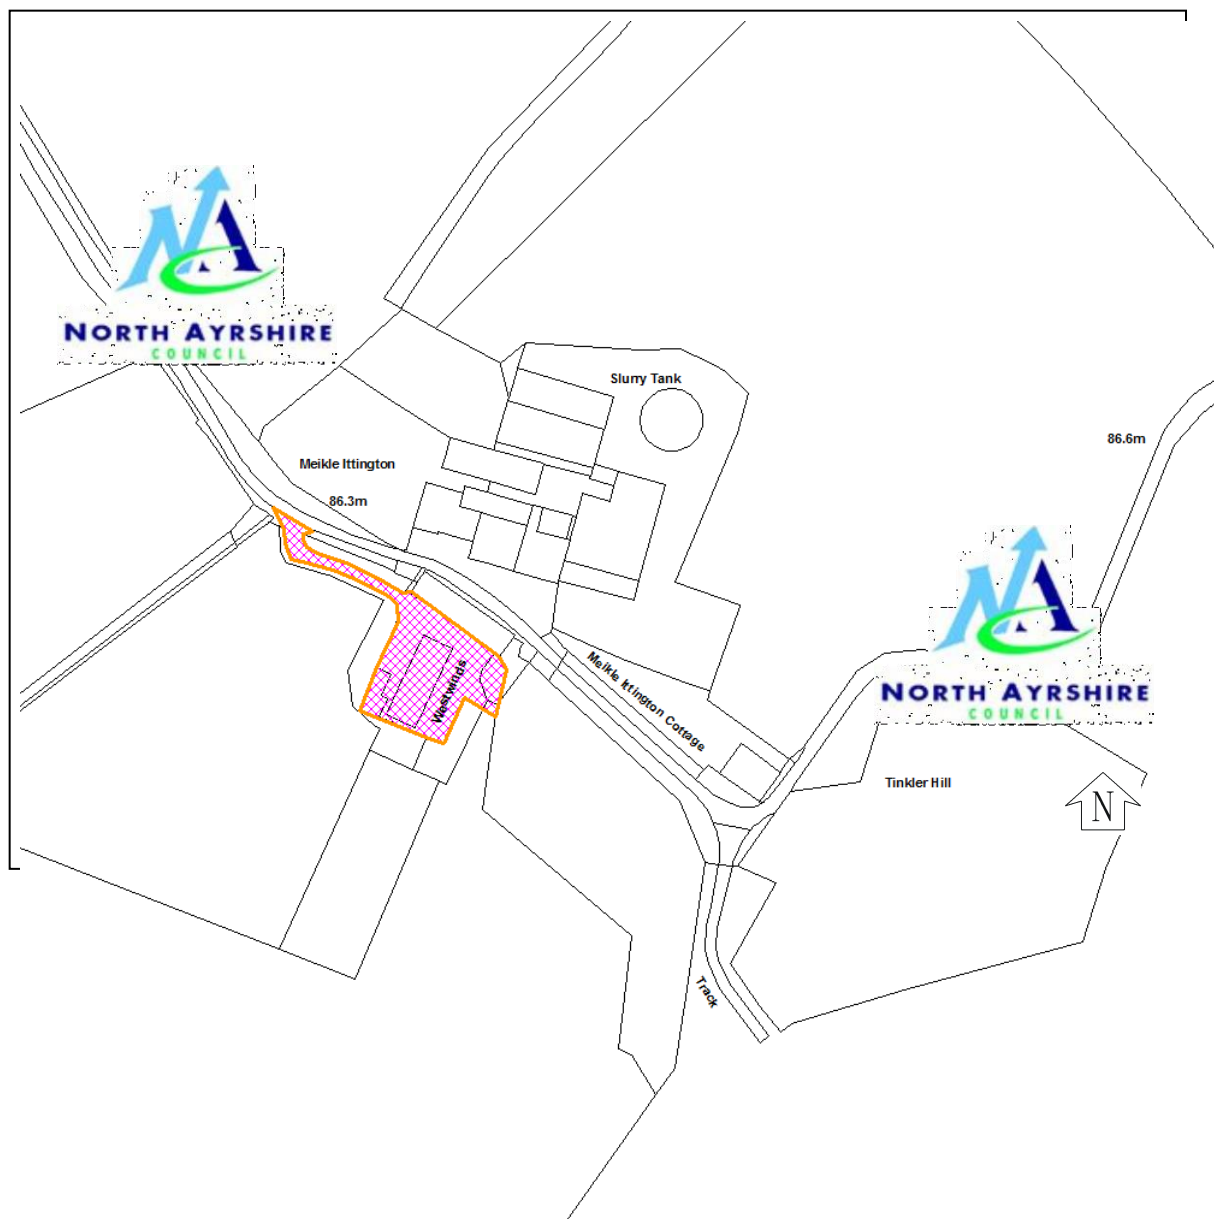 NORTH AYRSHIRE
COUNCIL
Slurry Tank
86.6m
Meikle Ittington
86.3m
Westwinds
Meikle Ittington Cottage
NORTH AYRSHIRE
COUNCIL
Tinkler Hill
N
Track